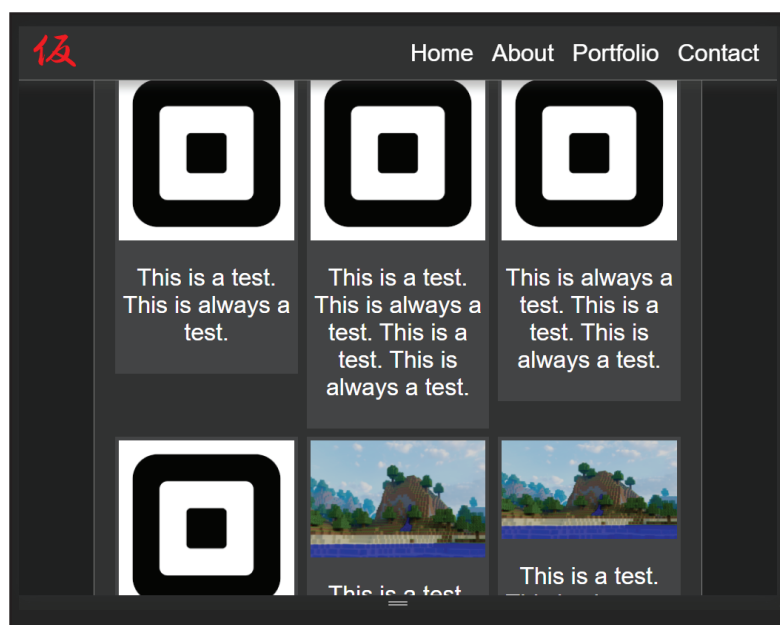 仮
Home About Portfolio Contact
This is a test.
This is always a
test.
This is a test.
This is always a
test. This is a
test. This is
always a test.
This is always a
test. This is a
test. This is
always a test.
This is a test.
This is a test.